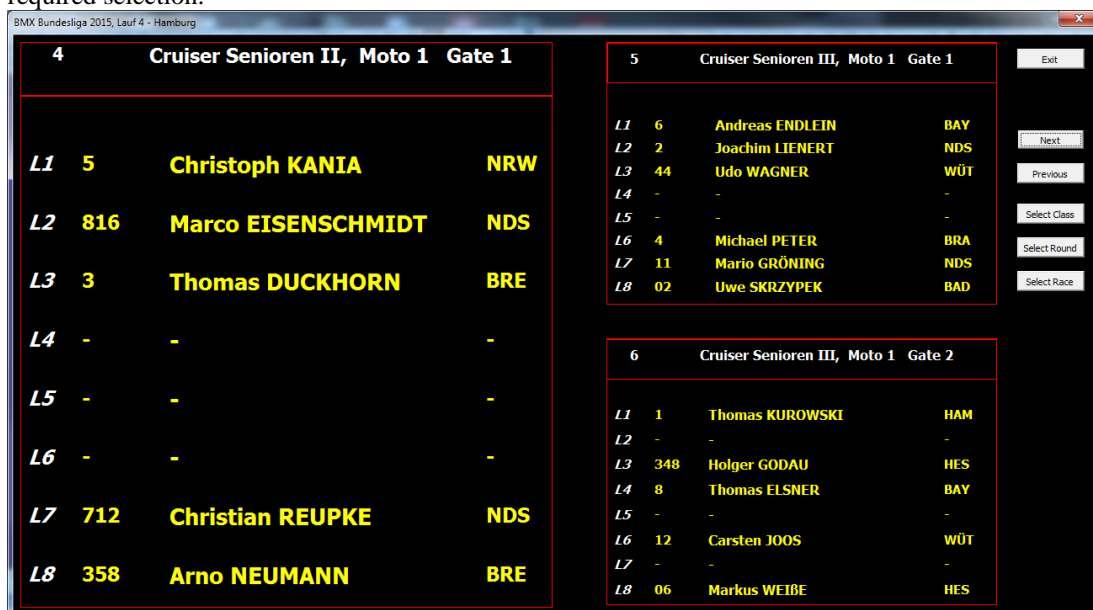 required selection.
BMX Bundesliga 2015, Lauf 4 - Hamburg
4 Cruiser Senioren II, Moto 1 Gate 1
L1 5 Christoph KANIA NRW
L2 816 Marco EISENSCHMIDT NDS
L3 3 Thomas DUCKHORN BRE
L4 - - -
L5 - - -
L6 - - -
L7 712 Christian REUPKE NDS
L8 358 Arno NEUMANN BRE
5 Cruiser Senioren III, Moto 1 Gate 1
L1 6 Andreas ENDLEIN BAY
L2 2 Joachim LIENERT NDS
L3 44 Udo WAGNER WÜT
L4 - - -
L5 - - -
L6 4 Michael PETER BRA
L7 11 Mario GRÖNING NDS
L8 02 Uwe SKRZYPEK BAD
6 Cruiser Senioren III, Moto 1 Gate 2
L1 1 Thomas KUROWSKI HAM
L2 - - -
L3 348 Holger GODAU HES
L4 8 Thomas ELSNER BAY
L5 - - -
L6 12 Carsten JOOS WÜT
L7 - - -
L8 06 Markus WEIßE HES
Exit
Next
Previous
Select Class
Select Round
Select Race